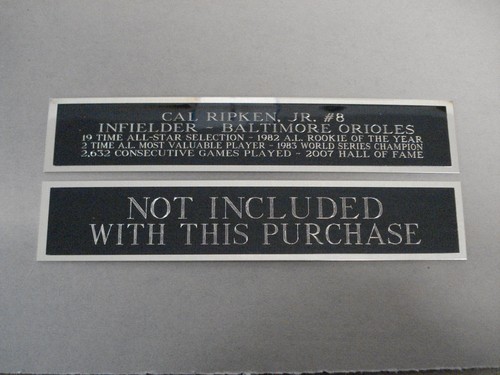 CAL RIPKEN, JR. #8
INFIELDER - BALTIMORE ORIOLES
19 TIME ALL-STAR SELECTION - 1982 A.L. ROOKIE OF THE YEAR
2 TIME A.L. MOST VALUABLE PLAYER - 1983 WORLD SERIES CHAMPION
2,632 CONSECUTIVE GAMES PLAYED - 2007 HALL OF FAME
NOT INCLUDED
WITH THIS PURCHASE